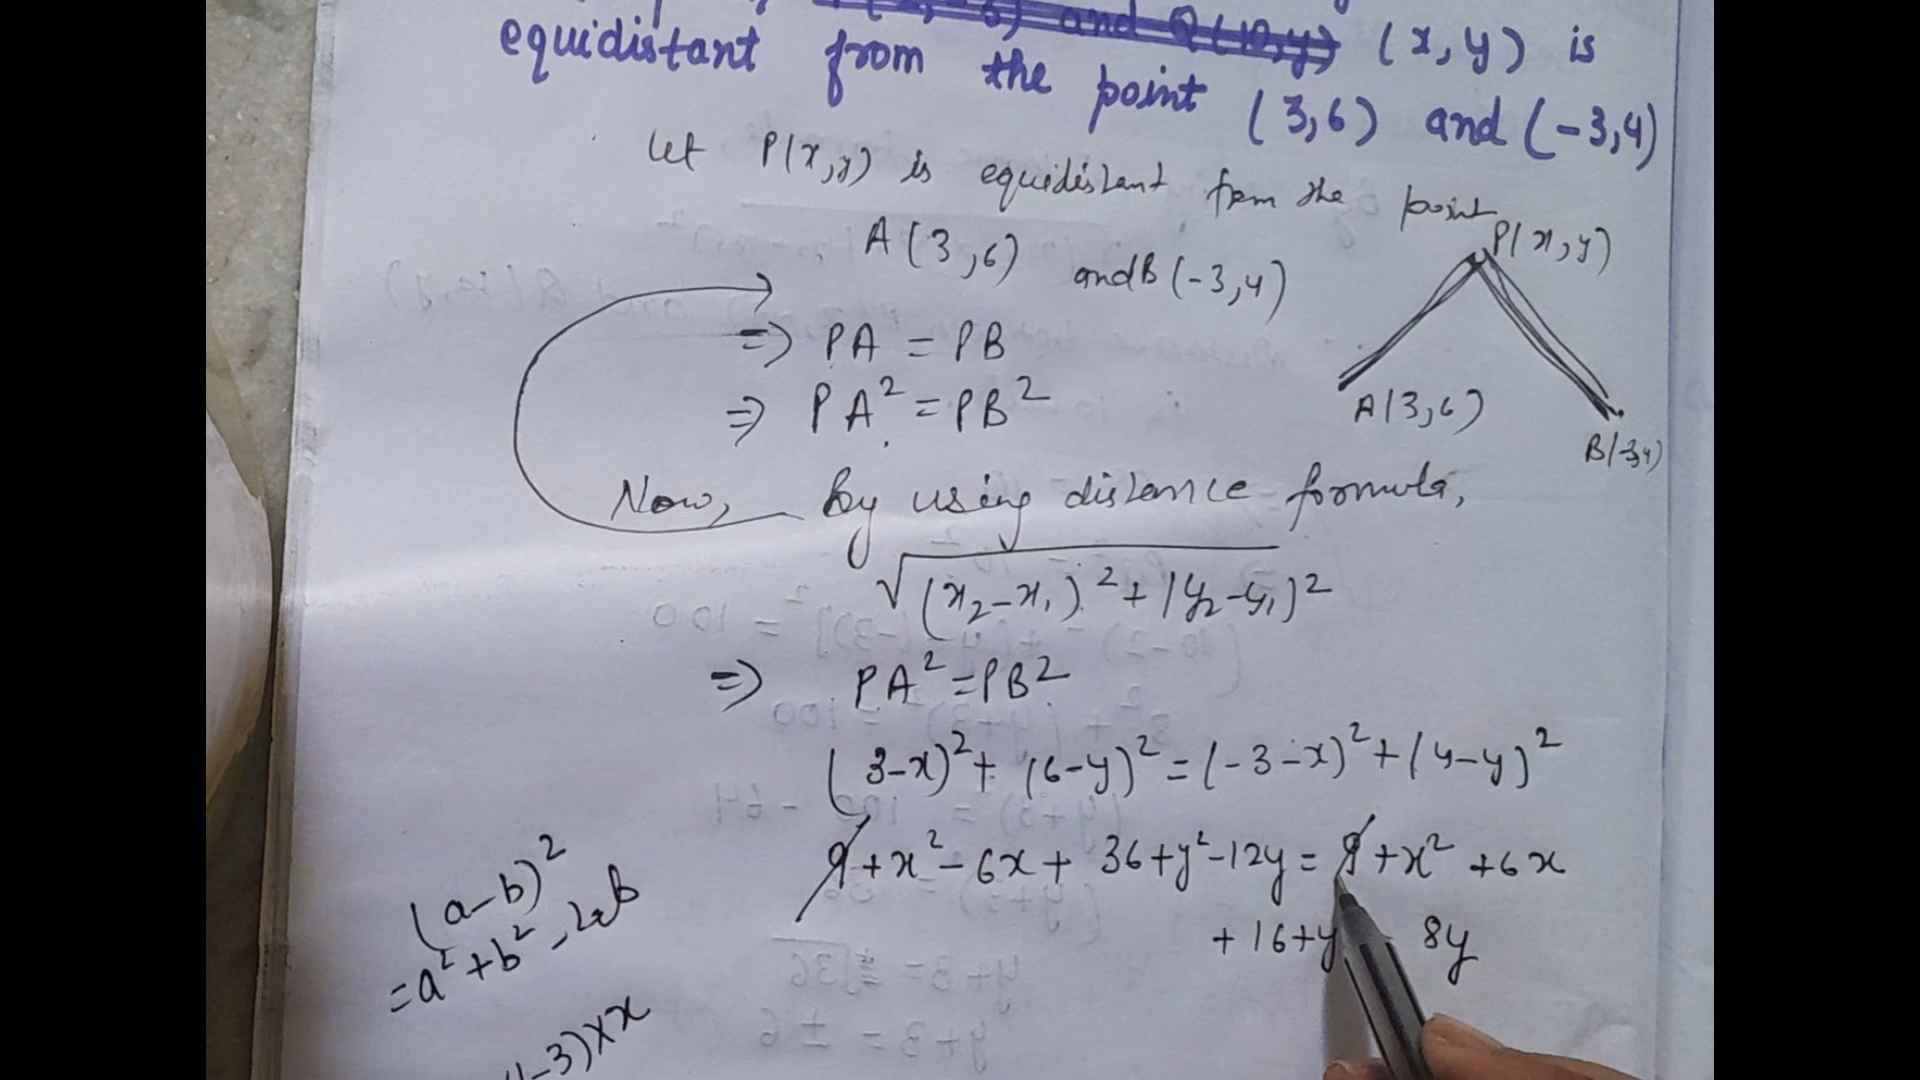 and Q(10,y) (x, y) is
equidistant from the point (3,6) and (-3,4)
Let P(x,y) is equidistant from the point
A(3,6) and B(-3,4)
P(x,y)
⇒ PA = PB
⇒ PA² = PB²
A(3,6)
B(-3,4)
Now, By using distance formula,
√(x₂-x₁)²+(y₂-y₁)²
⇒ PA²=PB²
(3-x)²+(6-y)²=(-3-x)²+(4-y)²
9+x²-6x+36+y²-12y=9+x²+6x
+16+y 8y
(a-b)²
=a²+b²-2ab
-3)×x